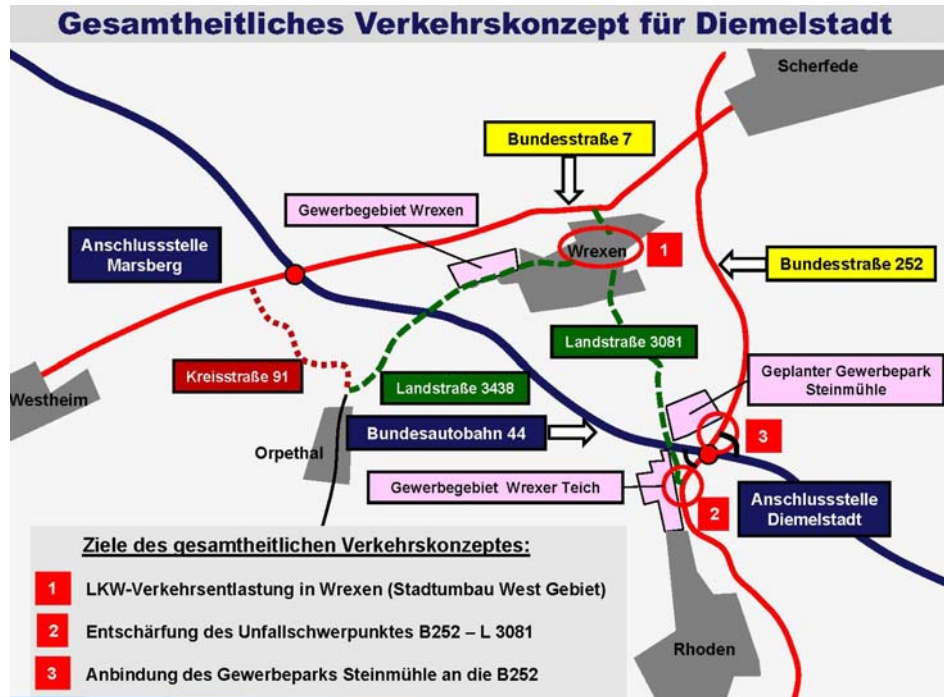 Gesamtheitliches Verkehrskonzept für Diemelstadt
Scherfede
Bundesstraße 7
Gewerbegebiet Wrexen
Anschlussstelle
Marsberg
Wrexen
1
Bundesstraße 252
Landstraße 3081
Geplanter Gewerbepark
Steinmühle
Kreisstraße 91
Landstraße 3438
Westheim
Bundesautobahn 44
3
Orpethal
Gewerbegebiet Wrexer Teich
Anschlussstelle
Diemelstadt
2
Rhoden
Ziele des gesamtheitlichen Verkehrskonzeptes:
1 LKW-Verkehrsentlastung in Wrexen (Stadtumbau West Gebiet)
2 Entschärfung des Unfallschwerpunktes B252 – L 3081
3 Anbindung des Gewerbeparks Steinmühle an die B252